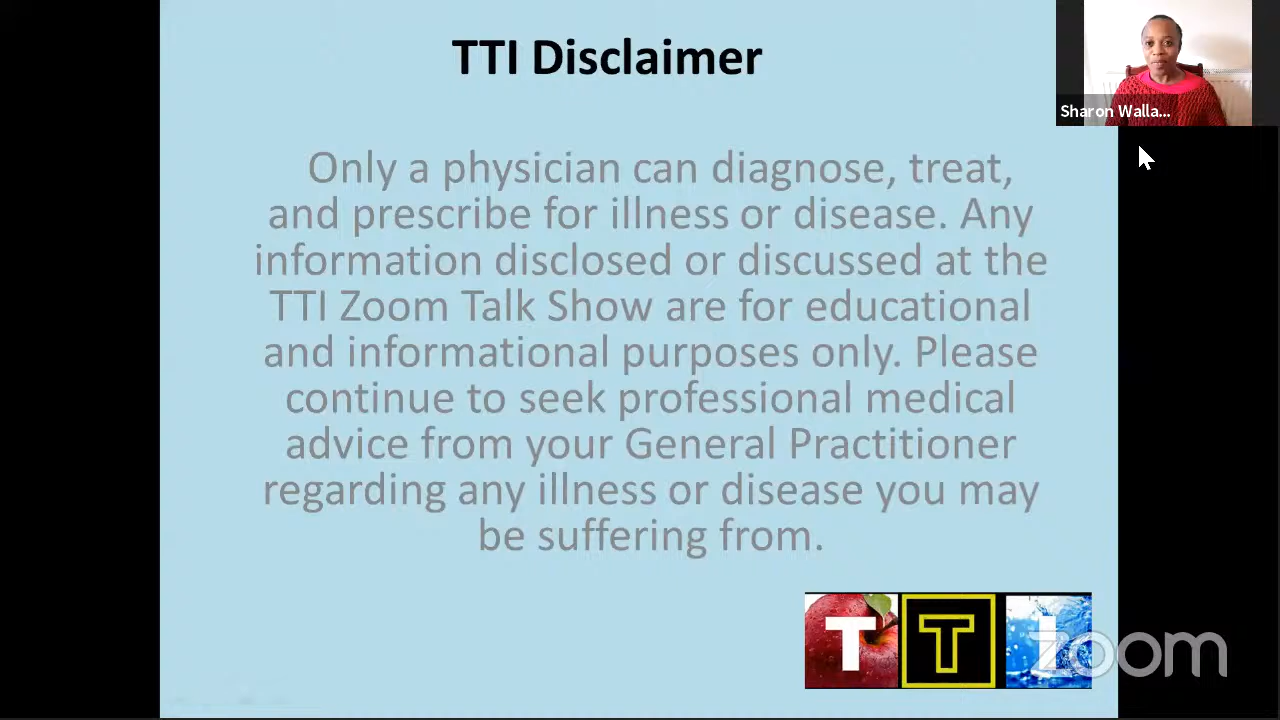 TTI Disclaimer
Sharon Walla...
Only a physician can diagnose, treat,
and prescribe for illness or disease. Any
information disclosed or discussed at the
TTI Zoom Talk Show are for educational
and informational purposes only. Please
continue to seek professional medical
advice from your General Practitioner
regarding any illness or disease you may
be suffering from.
T T I
zoom